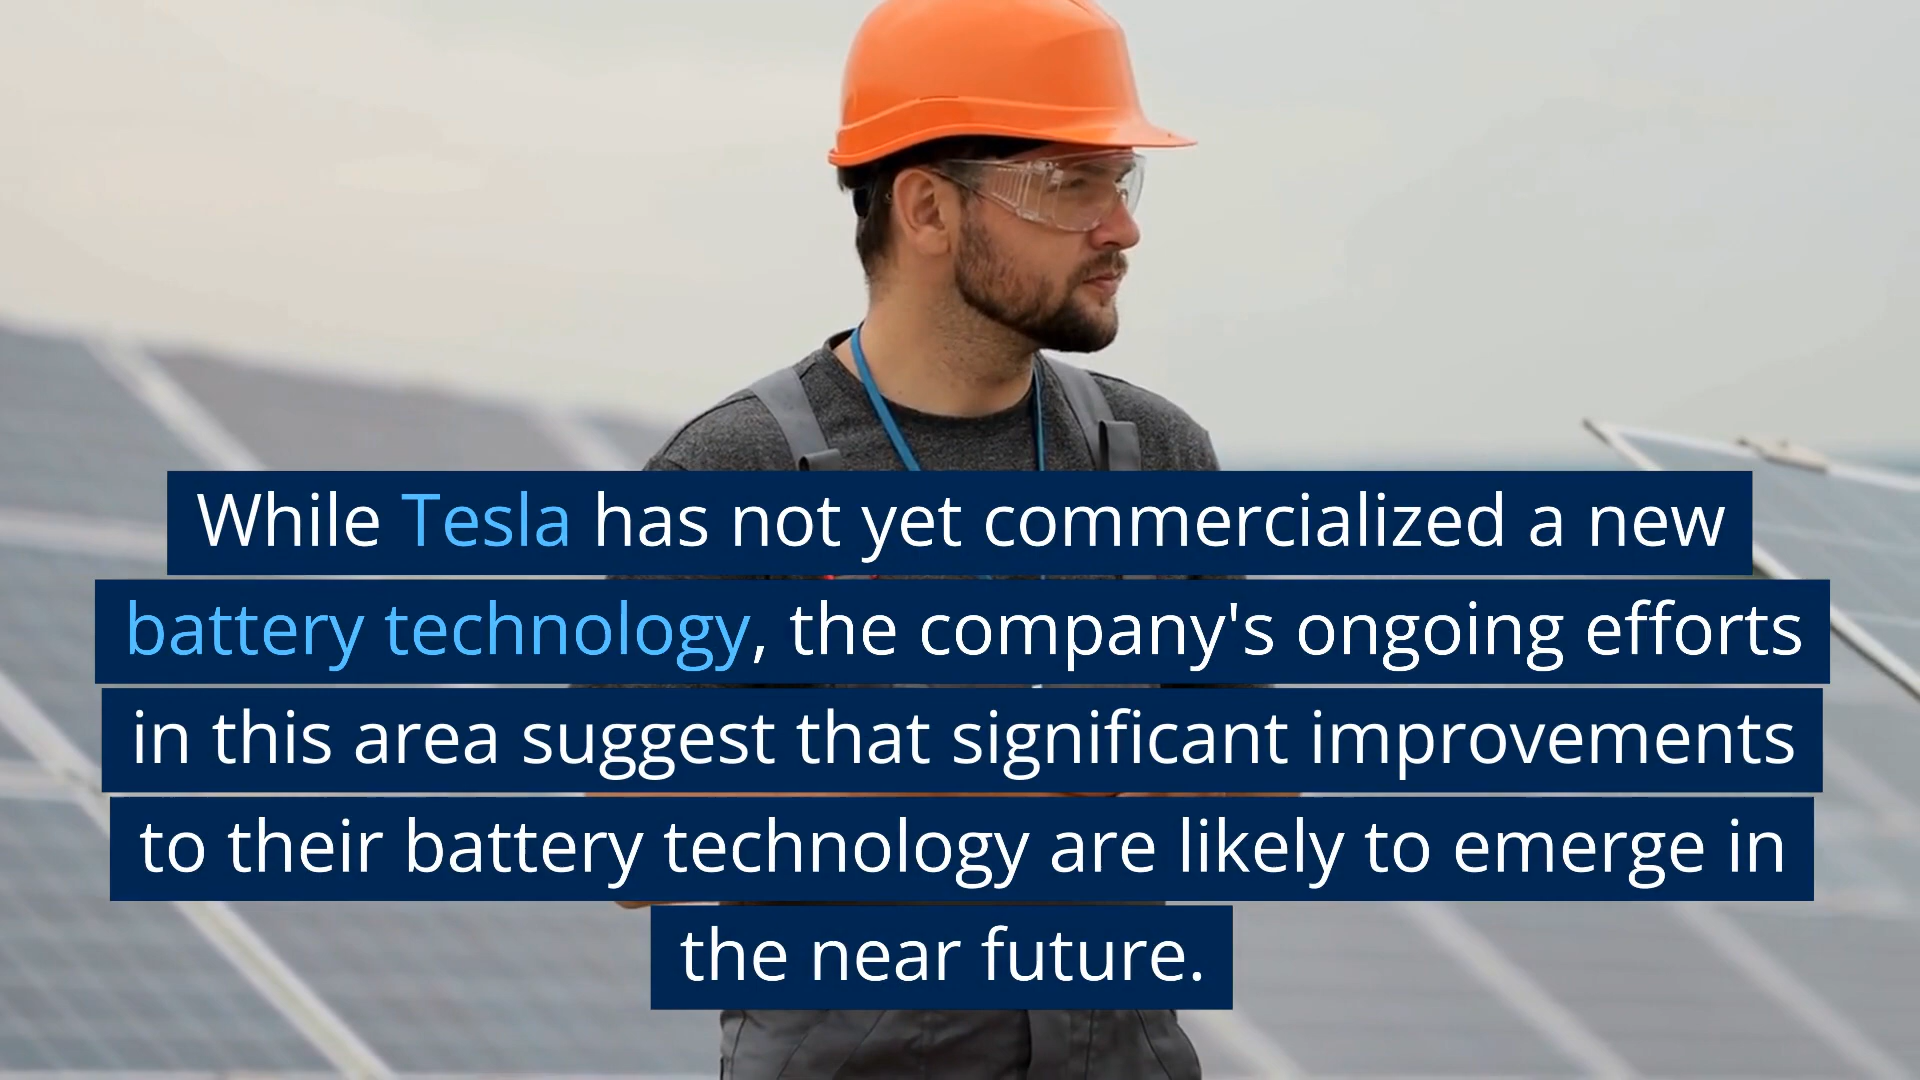 While Tesla has not yet commercialized a new
battery technology, the company's ongoing efforts
in this area suggest that significant improvements
to their battery technology are likely to emerge in
the near future.